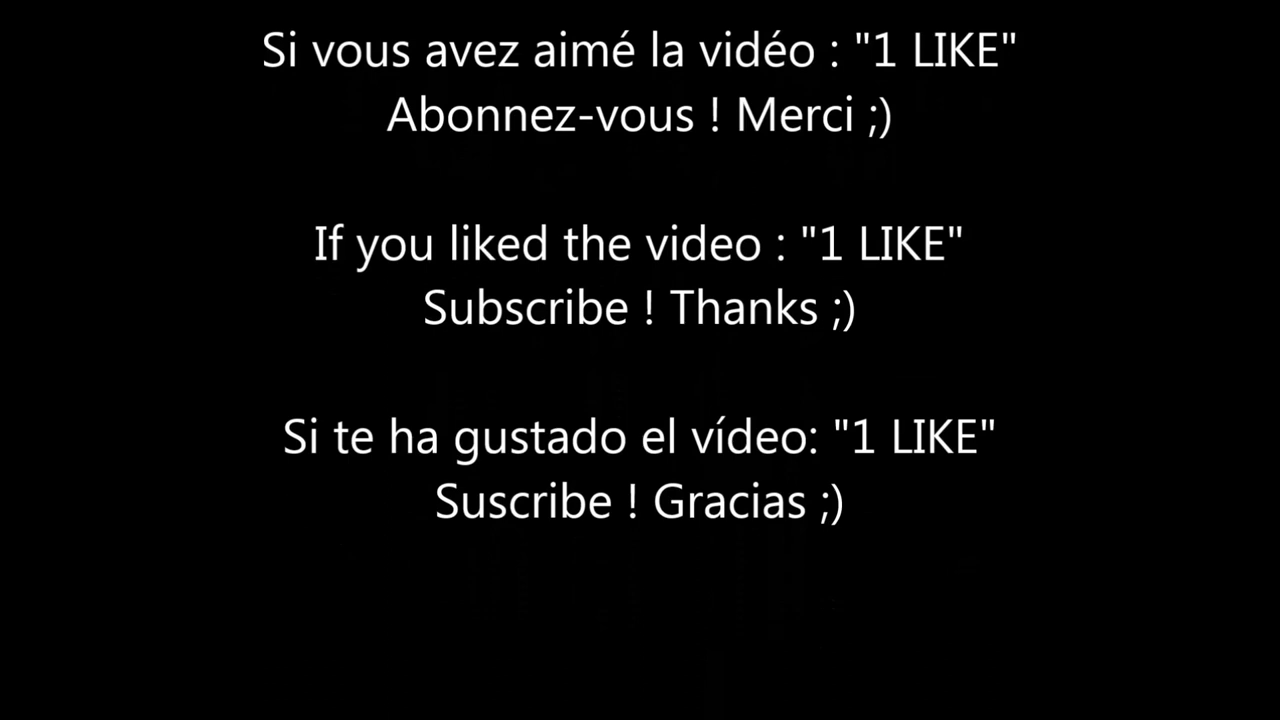 Si vous avez aimé la vidéo : "1 LIKE"
Abonnez-vous ! Merci ;)
If you liked the video : "1 LIKE"
Subscribe ! Thanks ;)
Si te ha gustado el vídeo: "1 LIKE"
Suscribe ! Gracias ;)